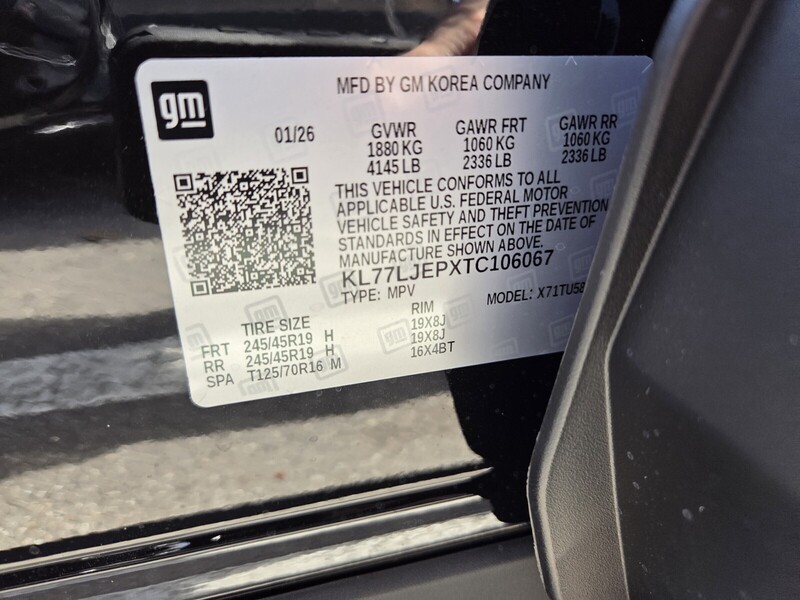 gm
MFD BY GM KOREA COMPANY
01/26
GVWR GAWR FRT GAWR RR
1880 KG 1060 KG 1060 KG
4145 LB 2336 LB 2336 LB
THIS VEHICLE CONFORMS TO ALL
APPLICABLE U.S. FEDERAL MOTOR
VEHICLE SAFETY AND THEFT PREVENTION
STANDARDS IN EFFECT ON THE DATE OF
MANUFACTURE SHOWN ABOVE.
KL77LJEPXTC106067
TYPE: MPV MODEL: X71TU58
TIRE SIZE RIM
FRT 245/45R19 H 19X8J
RR 245/45R19 H 19X8J
SPA T125/70R16 M 16X4BT